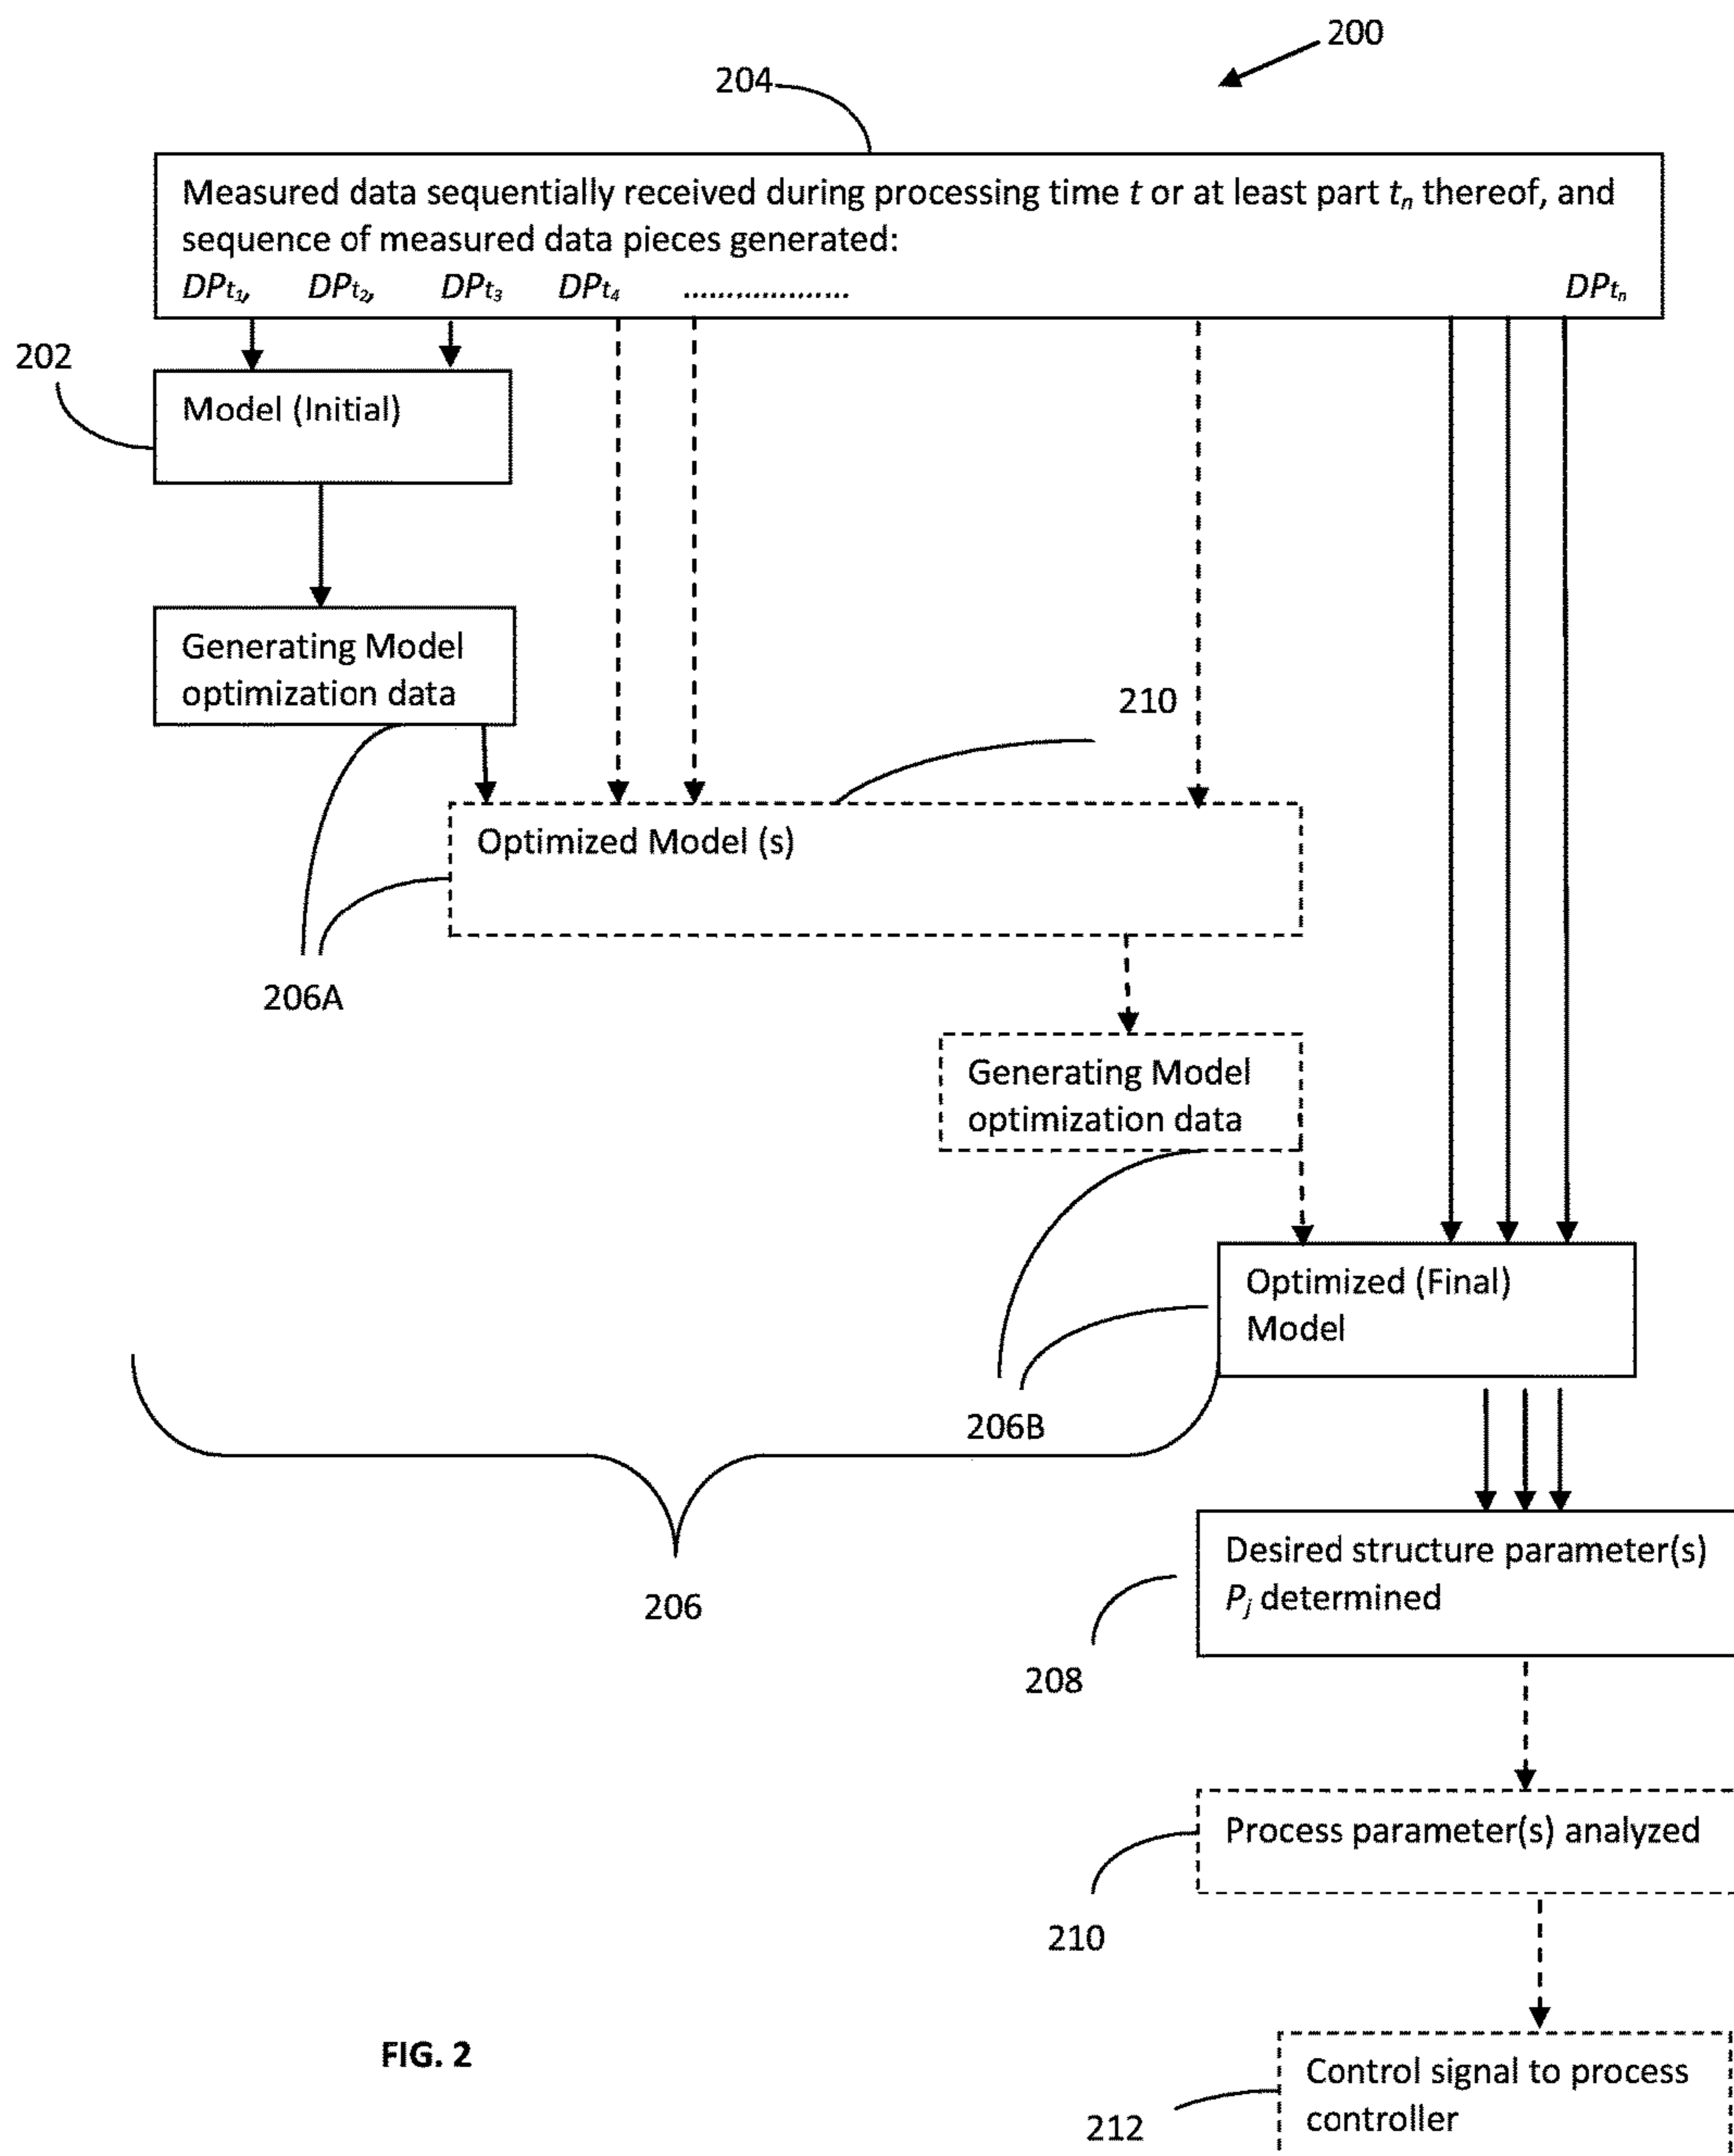 200
204
Measured data sequentially received during processing time t or at least part tn thereof, and
sequence of measured data pieces generated:
DPt1, DPt2, DPt3 DPt4 ................... DPtn
202
Model (Initial)
Generating Model
optimization data
210
Optimized Model (s)
206A
Generating Model
optimization data
Optimized (Final)
Model
206B
Desired structure parameter(s)
Pj determined
206
208
Process parameter(s) analyzed
210
FIG. 2
Control signal to process
controller
212